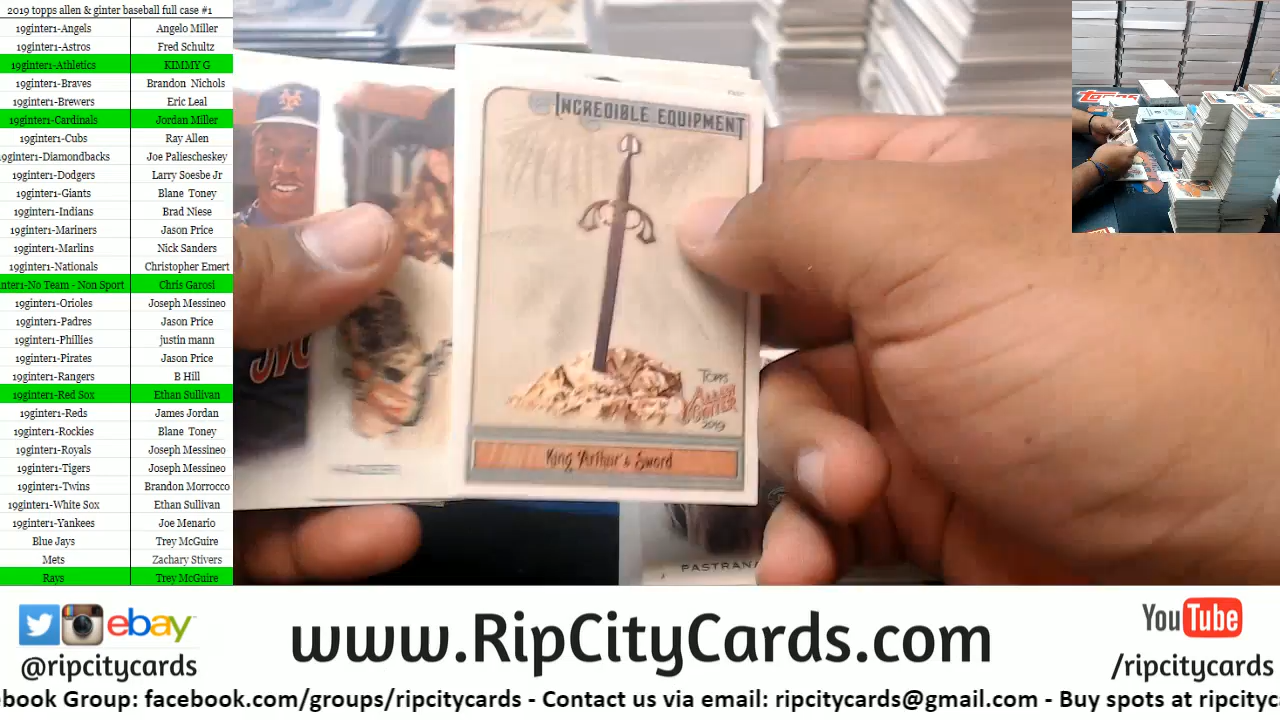 2019 topps allen & ginter baseball full case #1
19ginter1-Angels Angelo Miller
19ginter1-Astros Fred Schultz
19ginter1-Athletics KIMMY G
19ginter1-Braves Brandon Nichols
19ginter1-Brewers Eric Leal
19ginter1-Cardinals Jordan Miller
19ginter1-Cubs Ray Allen
19ginter1-Diamondbacks Joe Paliescheskey
19ginter1-Dodgers Larry Soesbe Jr
19ginter1-Giants Blane Toney
19ginter1-Indians Brad Niese
19ginter1-Mariners Jason Price
19ginter1-Marlins Nick Sanders
19ginter1-Nationals Christopher Emert
nter1-No Team - Non Sport Chris Garosi
19ginter1-Orioles Joseph Messineo
19ginter1-Padres Jason Price
19ginter1-Phillies justin mann
19ginter1-Pirates Jason Price
19ginter1-Rangers B Hill
19ginter1-Red Sox Ethan Sullivan
19ginter1-Reds James Jordan
19ginter1-Rockies Blane Toney
19ginter1-Royals Joseph Messineo
19ginter1-Tigers Joseph Messineo
19ginter1-Twins Brandon Morrocco
19ginter1-White Sox Ethan Sullivan
19ginter1-Yankees Joe Menario
Blue Jays Trey McGuire
Mets Zachary Stivers
Rays Trey McGuire
INCREDIBLE EQUIPMENT
TOPPS
ALLEN
GINTER
2019
King Arthur's Sword
PASTRAN
Topps
ebay
@ripcitycards
www.RipCityCards.com
YouTube
/ripcitycards
ebook Group: facebook.com/groups/ripcitycards - Contact us via email: ripcitycards@gmail.com - Buy spots at ripcityc